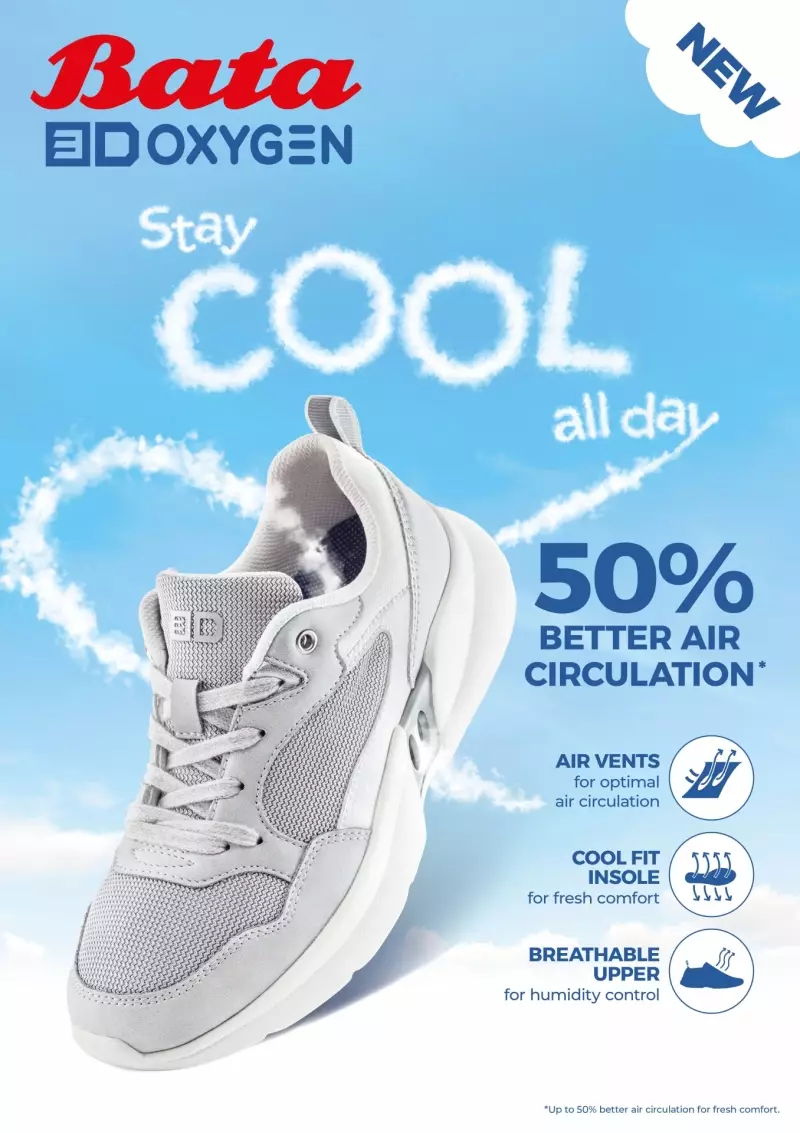 Bata
3D OXYGEN
NEW
Stay
COOL
all day
3D
50%
BETTER AIR
CIRCULATION*
AIR VENTS
for optimal
air circulation
COOL FIT
INSOLE
for fresh comfort
BREATHABLE
UPPER
for humidity control
*Up to 50% better air circulation for fresh comfort.